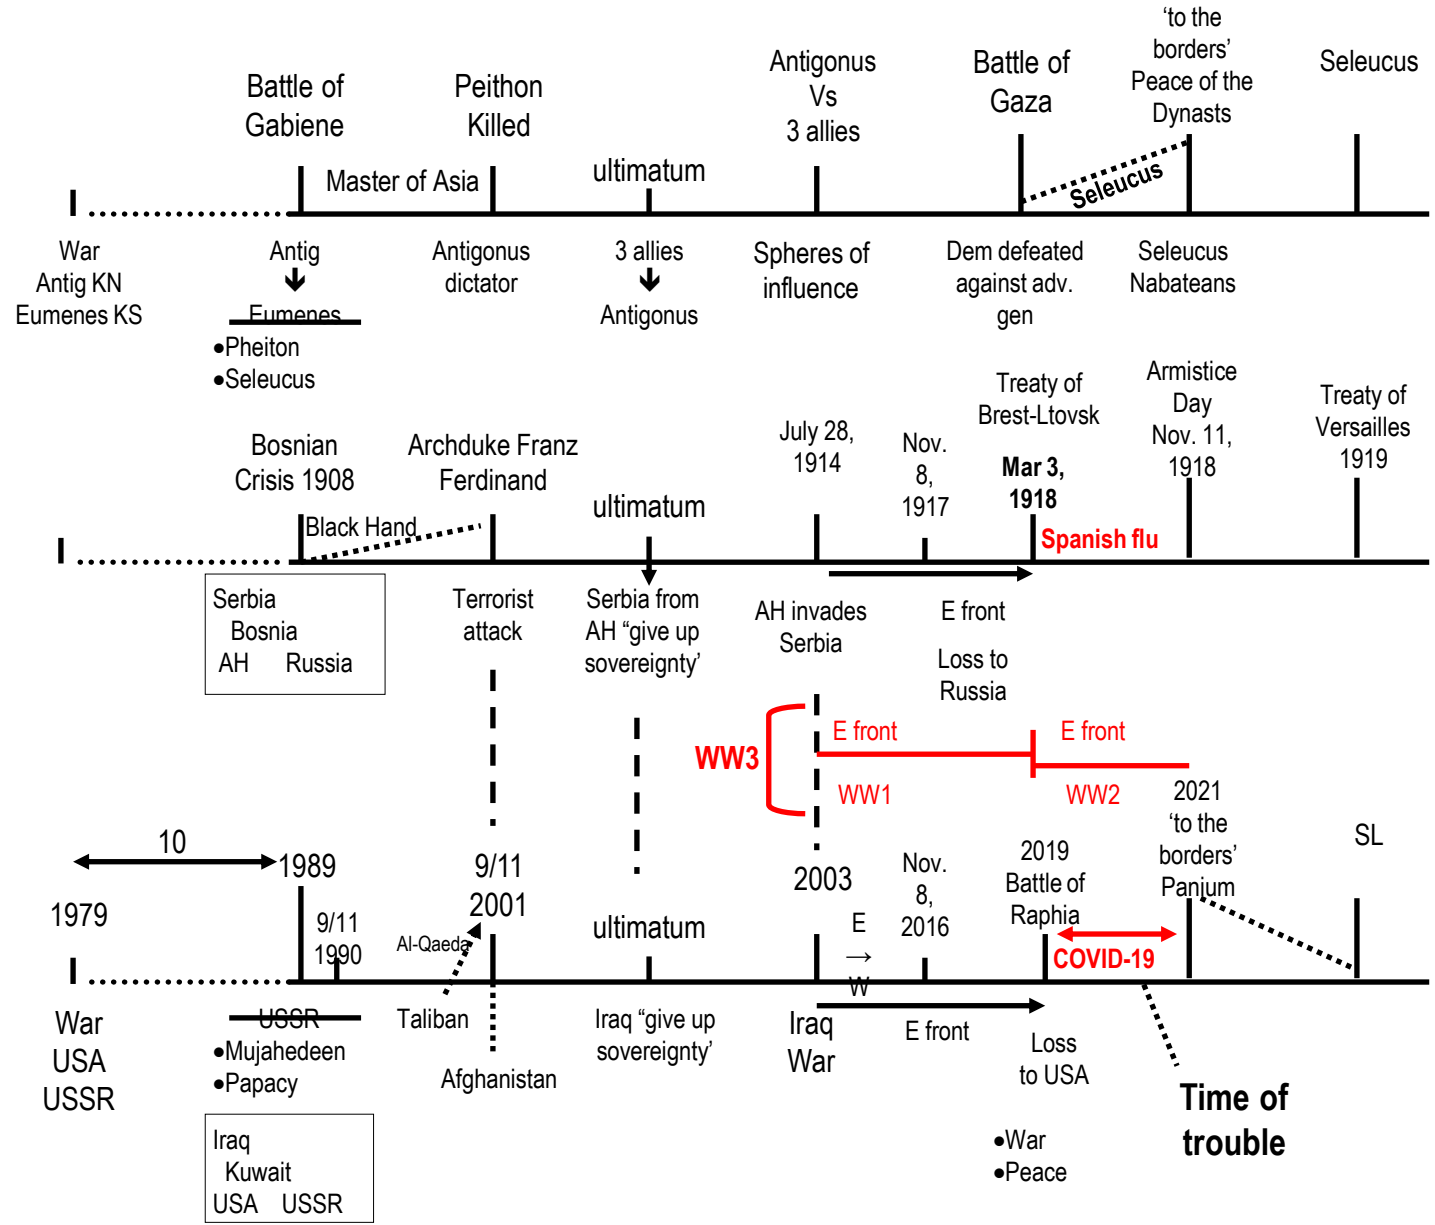 Battle of
Gabiene
Peithon
Killed
Antigonus
Vs
3 allies
Battle of
Gaza
‘to the
borders’
Peace of the
Dynasts
Seleucus
Master of Asia
ultimatum
Seleucus
War
Antig KN
Eumenes KS
Antig
Eumenes
•Pheiton
•Seleucus
Antigonus
dictator
3 allies
Antigonus
Spheres of
influence
Dem defeated
against adv.
gen
Seleucus
Nabateans
Bosnian
Crisis 1908
Archduke Franz
Ferdinand
ultimatum
July 28,
1914
Nov.
8,
1917
Treaty of
Brest-Ltovsk
Mar 3,
1918
Armistice
Day
Nov. 11,
1918
Treaty of
Versailles
1919
Black Hand
Spanish flu
Serbia
Bosnia
AH Russia
Terrorist
attack
Serbia from
AH “give up
sovereignty’
AH invades
Serbia
E front
Loss to
Russia
WW3
E front
WW1
E front
WW2
10
1979
1989
9/11
1990
Al-Qaeda
9/11
2001
ultimatum
2003
E
→
W
Nov.
8,
2016
2019
Battle of
Raphia
COVID-19
2021
‘to the
borders’
Panium
SL
War
USA
USSR
USSR
•Mujahedeen
•Papacy
Iraq
Kuwait
USA USSR
Taliban
Afghanistan
Iraq “give up
sovereignty’
Iraq
War
E front
Loss
to USA
•War
•Peace
Time of
trouble